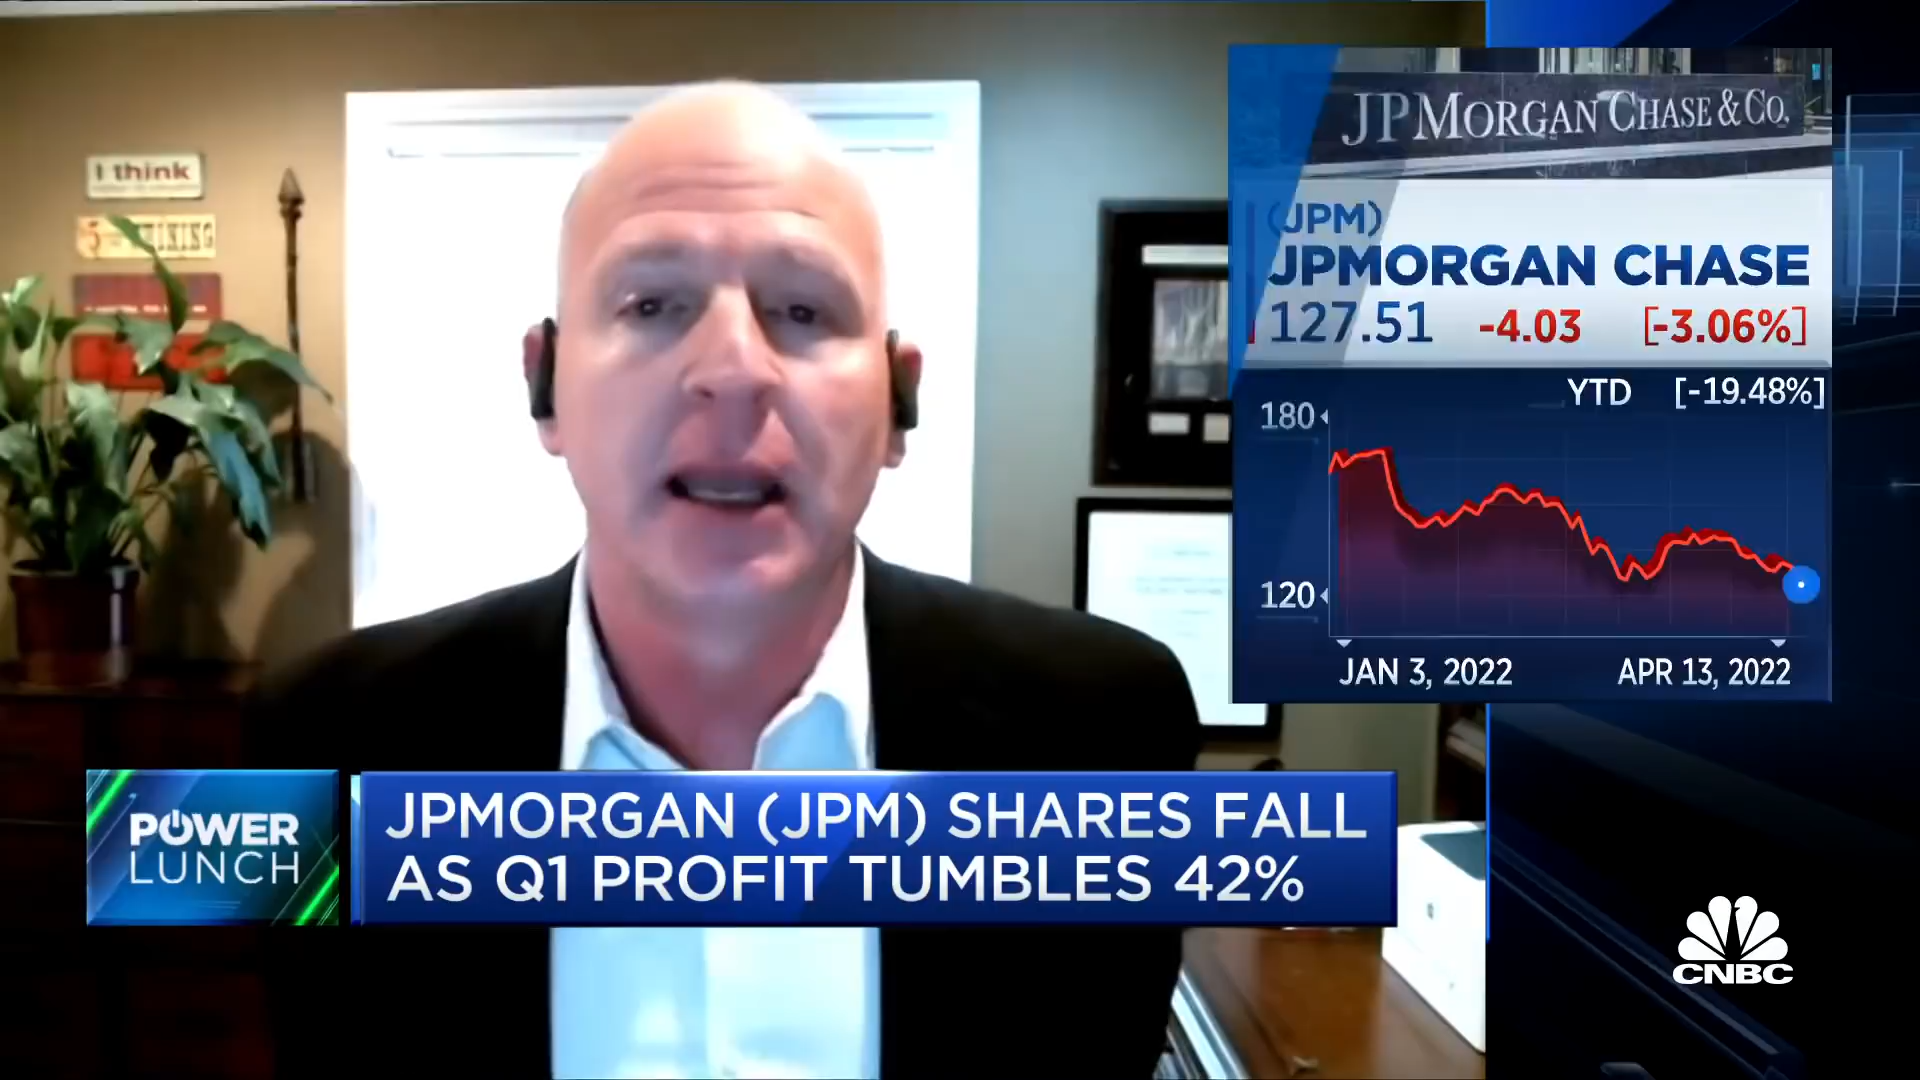 I think
5
JPMORGAN CHASE & CO.
(JPM)
JPMORGAN CHASE
127.51 -4.03 [-3.06%]
YTD [-19.48%]
180
120
JAN 3, 2022 APR 13, 2022
POWER
LUNCH
JPMORGAN (JPM) SHARES FALL
AS Q1 PROFIT TUMBLES 42%
CNBC